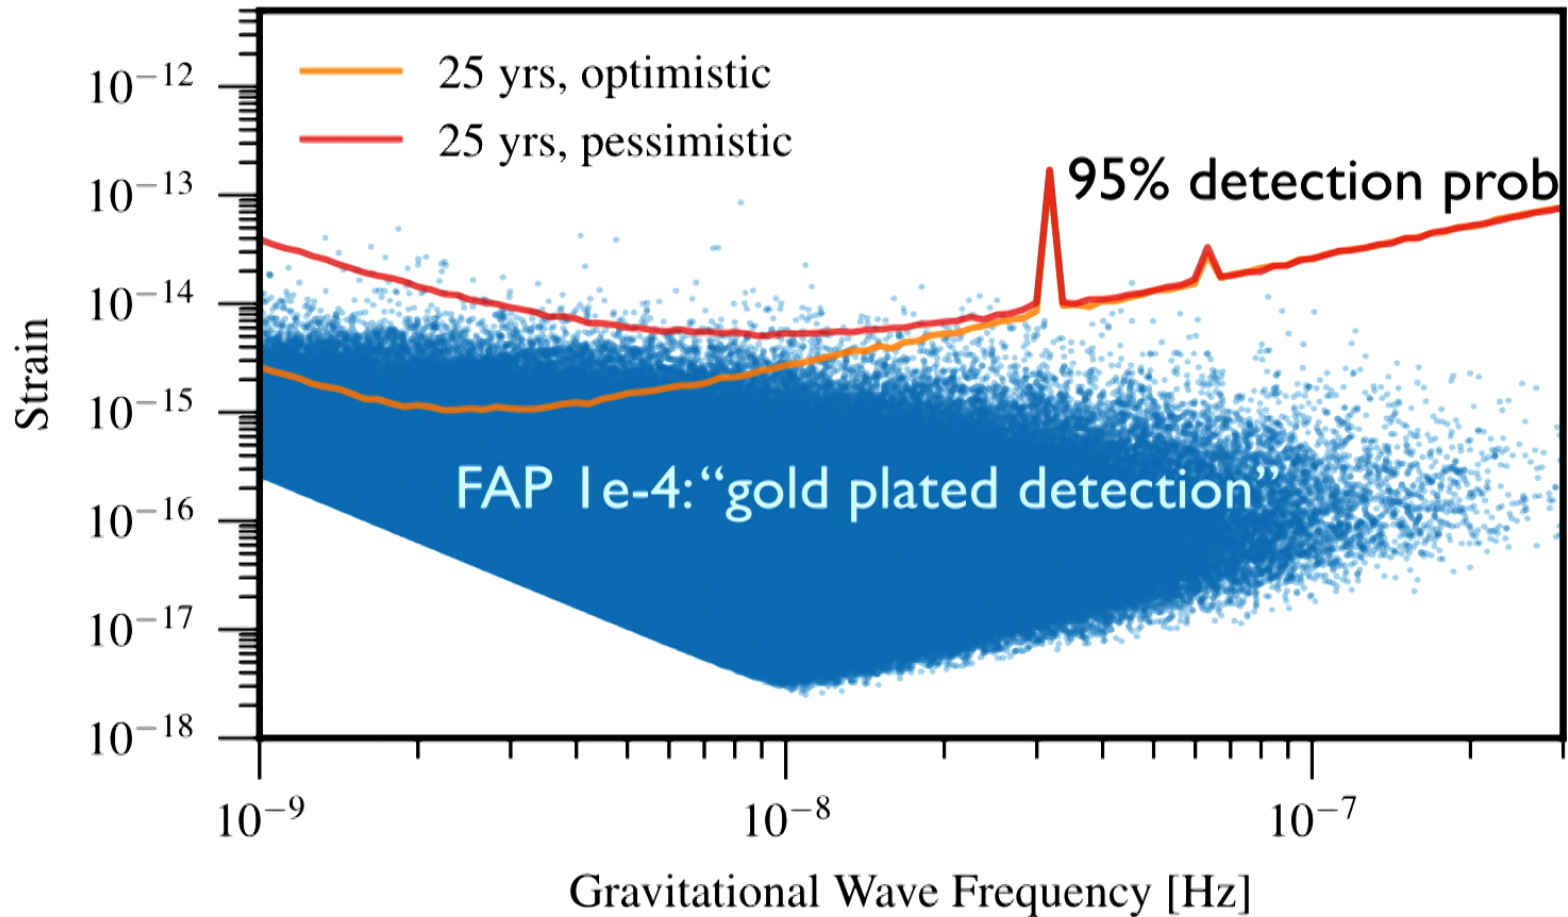 25 yrs, optimistic
25 yrs, pessimistic
95% detection prob
FAP 1e-4: “gold plated detection”
Strain
10⁻¹²
10⁻¹³
10⁻¹⁴
10⁻¹⁵
10⁻¹⁶
10⁻¹⁷
10⁻¹⁸
10⁻⁹ 10⁻⁸ 10⁻⁷
Gravitational Wave Frequency [Hz]